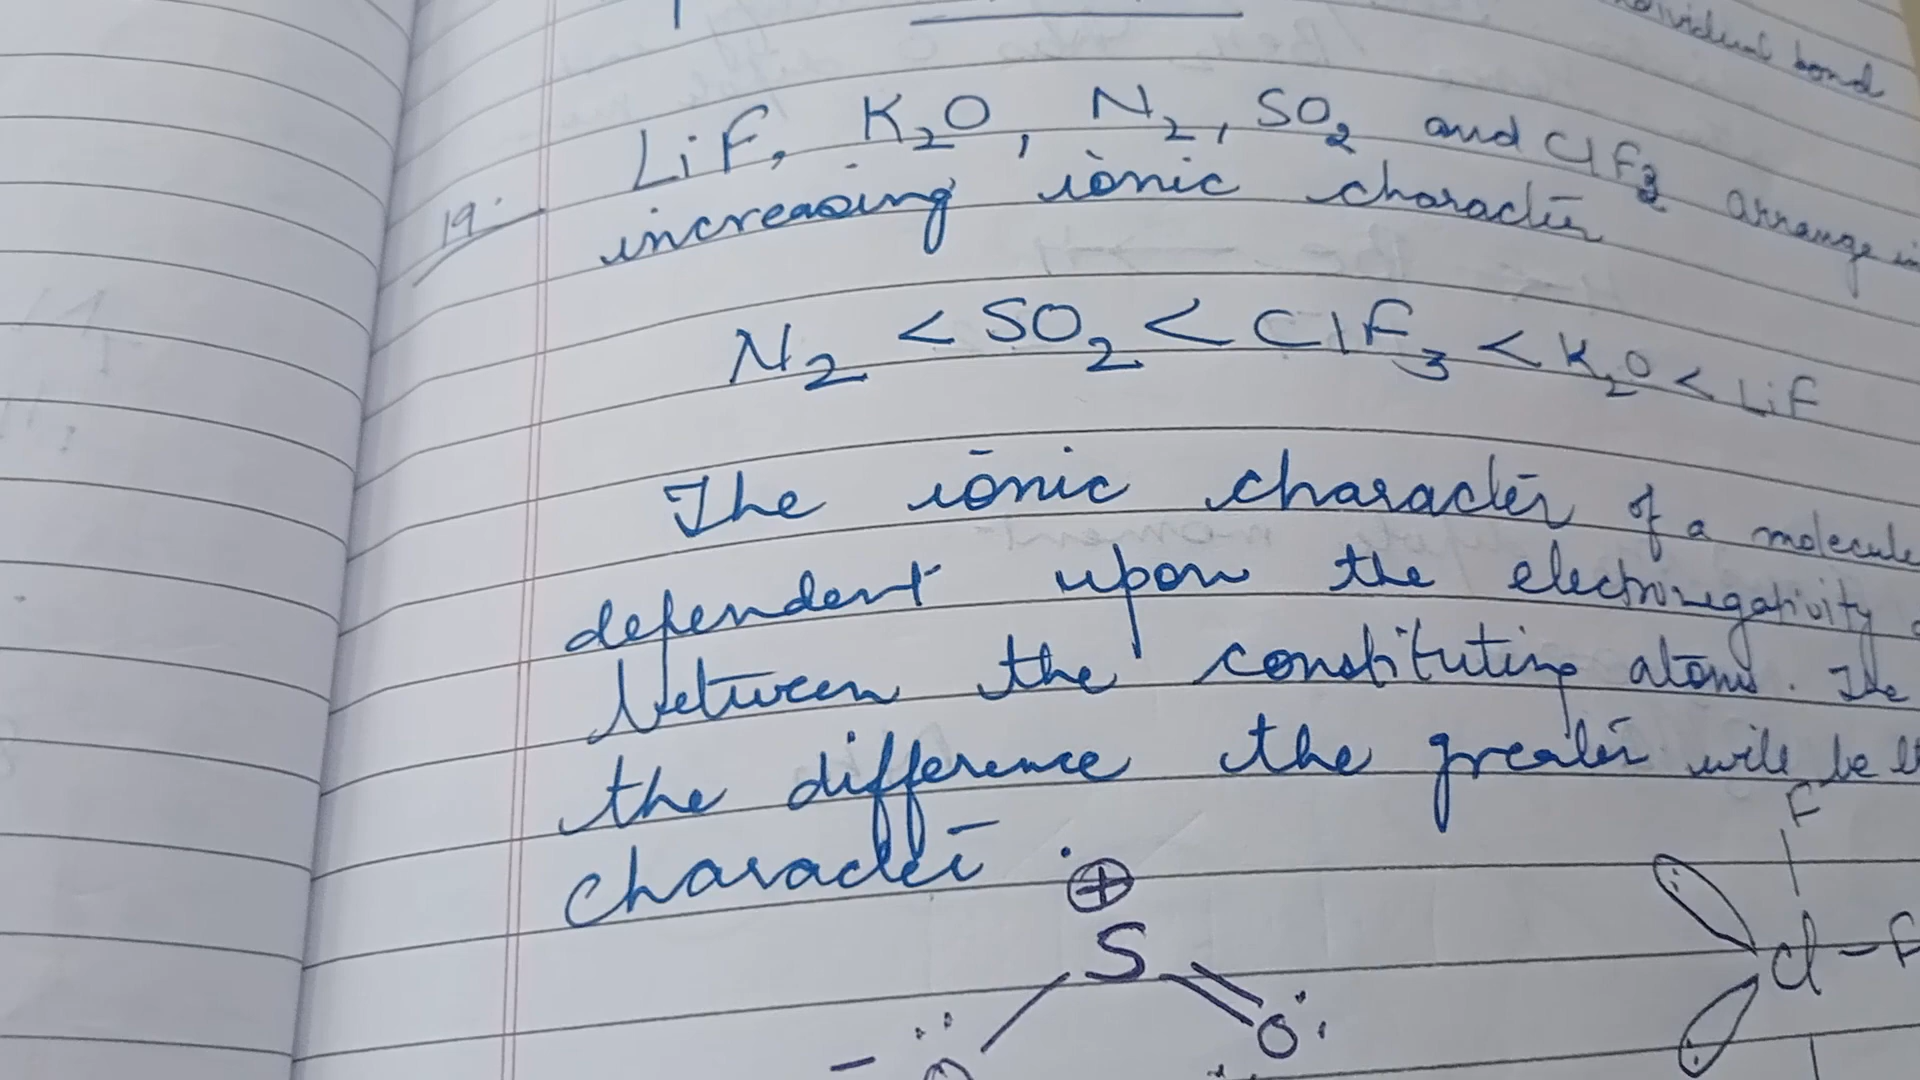 individual bond
LiF, K₂O, N₂, SO₂ and ClF₃ arrange in
19. increasing ionic character
N₂ < SO₂ < ClF₃ < K₂O < LiF
The ionic character of a molecule
dependent upon the electronegativity
between the constituting atoms. The
the difference the greater will be
character
⊕
S
F
Cl-F
O
- O